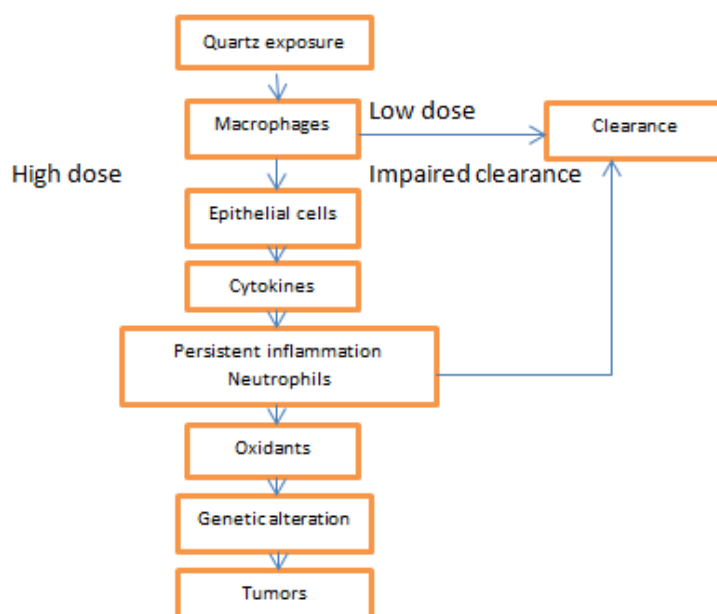 Quartz exposure
Low dose
Macrophages
Clearance
High dose
Impaired clearance
Epithelial cells
Cytokines
Persistent inflammation
Neutrophils
Oxidants
Genetic alteration
Tumors